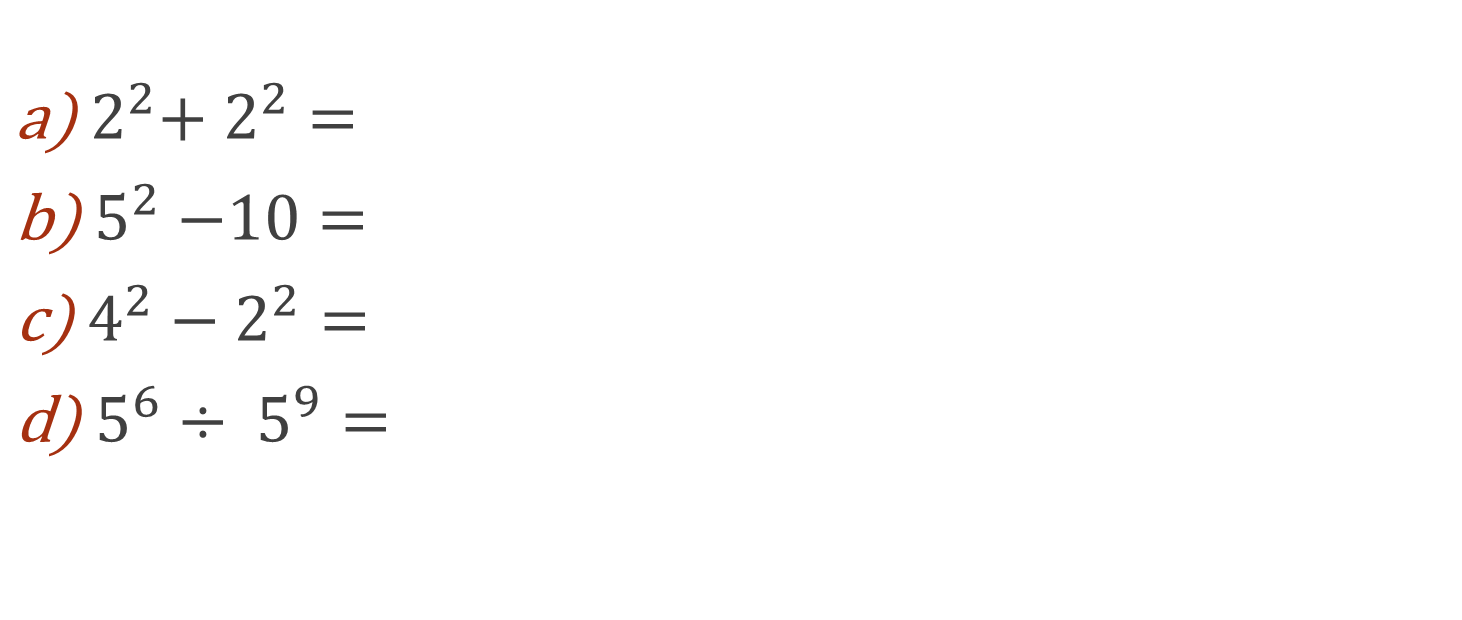 a) 2² + 2² =
b) 5² − 10 =
c) 4² − 2² =
d) 5⁶ ÷ 5⁹ =